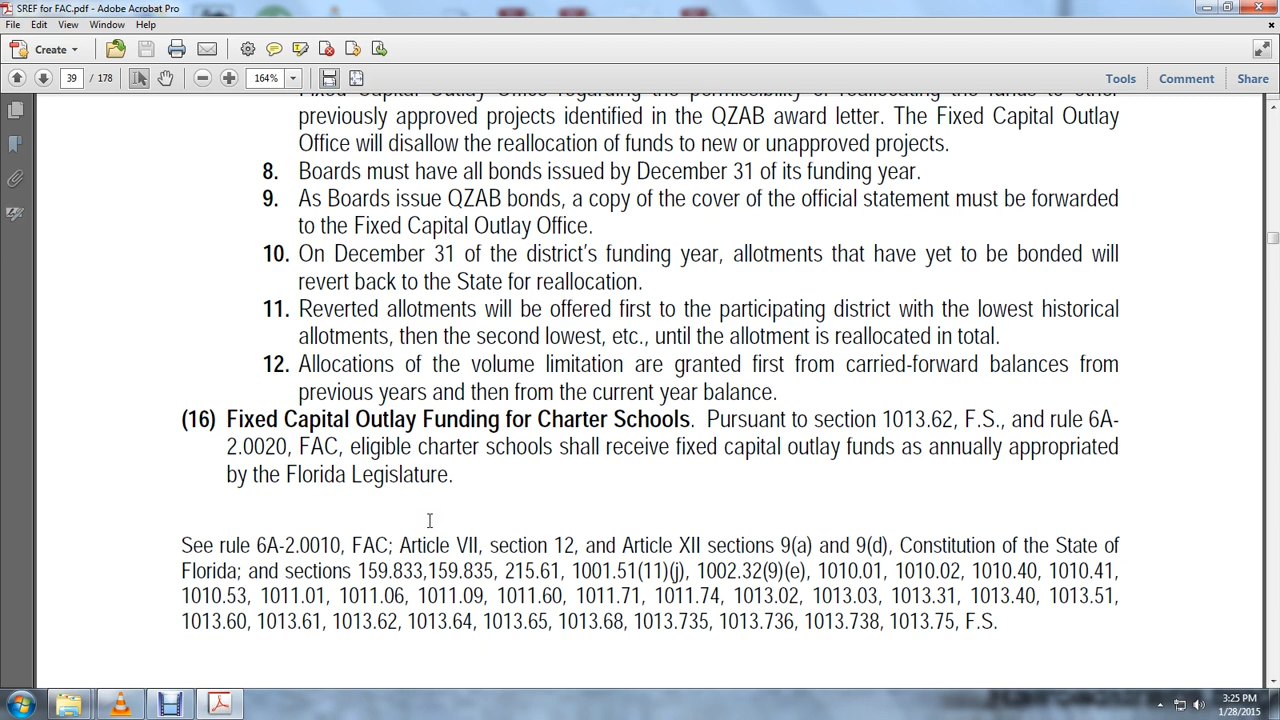 SREF for FAC.pdf - Adobe Acrobat Pro
File Edit View Window Help
Create
39 / 178 164% Tools Comment Share
Fixed Capital Outlay Office regarding the permissibility of reallocating the funds to other
previously approved projects identified in the QZAB award letter. The Fixed Capital Outlay
Office will disallow the reallocation of funds to new or unapproved projects.
8. Boards must have all bonds issued by December 31 of its funding year.
9. As Boards issue QZAB bonds, a copy of the cover of the official statement must be forwarded
to the Fixed Capital Outlay Office.
10. On December 31 of the district's funding year, allotments that have yet to be bonded will
revert back to the State for reallocation.
11. Reverted allotments will be offered first to the participating district with the lowest historical
allotments, then the second lowest, etc., until the allotment is reallocated in total.
12. Allocations of the volume limitation are granted first from carried-forward balances from
previous years and then from the current year balance.
(16) Fixed Capital Outlay Funding for Charter Schools. Pursuant to section 1013.62, F.S., and rule 6A-
2.0020, FAC, eligible charter schools shall receive fixed capital outlay funds as annually appropriated
by the Florida Legislature.
See rule 6A-2.0010, FAC; Article VII, section 12, and Article XII sections 9(a) and 9(d), Constitution of the State of
Florida; and sections 159.833,159.835, 215.61, 1001.51(11)(j), 1002.32(9)(e), 1010.01, 1010.02, 1010.40, 1010.41,
1010.53, 1011.01, 1011.06, 1011.09, 1011.60, 1011.71, 1011.74, 1013.02, 1013.03, 1013.31, 1013.40, 1013.51,
1013.60, 1013.61, 1013.62, 1013.64, 1013.65, 1013.68, 1013.735, 1013.736, 1013.738, 1013.75, F.S.
3:25 PM
1/28/2015